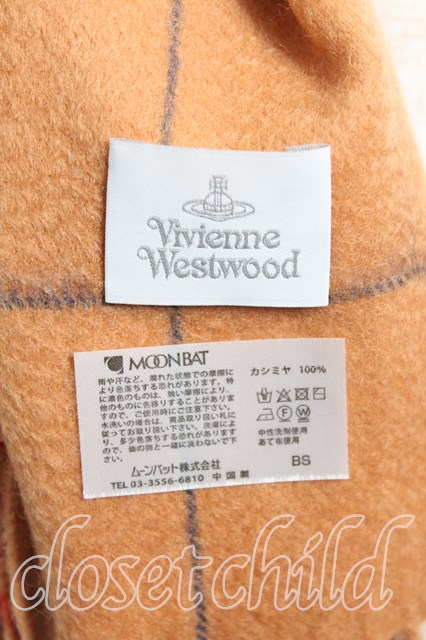 Vivienne
Westwood
MOONBAT
雨や汗など、濡れた状態での摩擦に
より色落ちする恐れがあります。特
に濃色のものは、強い摩擦により
他のものに色移りすることがありま
すので、ご使用時にご注意下さい。
水洗いの場合は、商品取り扱い表示に
従ってお取り扱い下さい。洗濯によ
り、多少色落ちする恐れがあります
ので、他の物と一緒に洗わないで下
さい。
カシミヤ 100%
中性洗剤使用
あて布使用
ムーンバット株式会社
TEL 03-3556-6810 中国製
BS
closet child